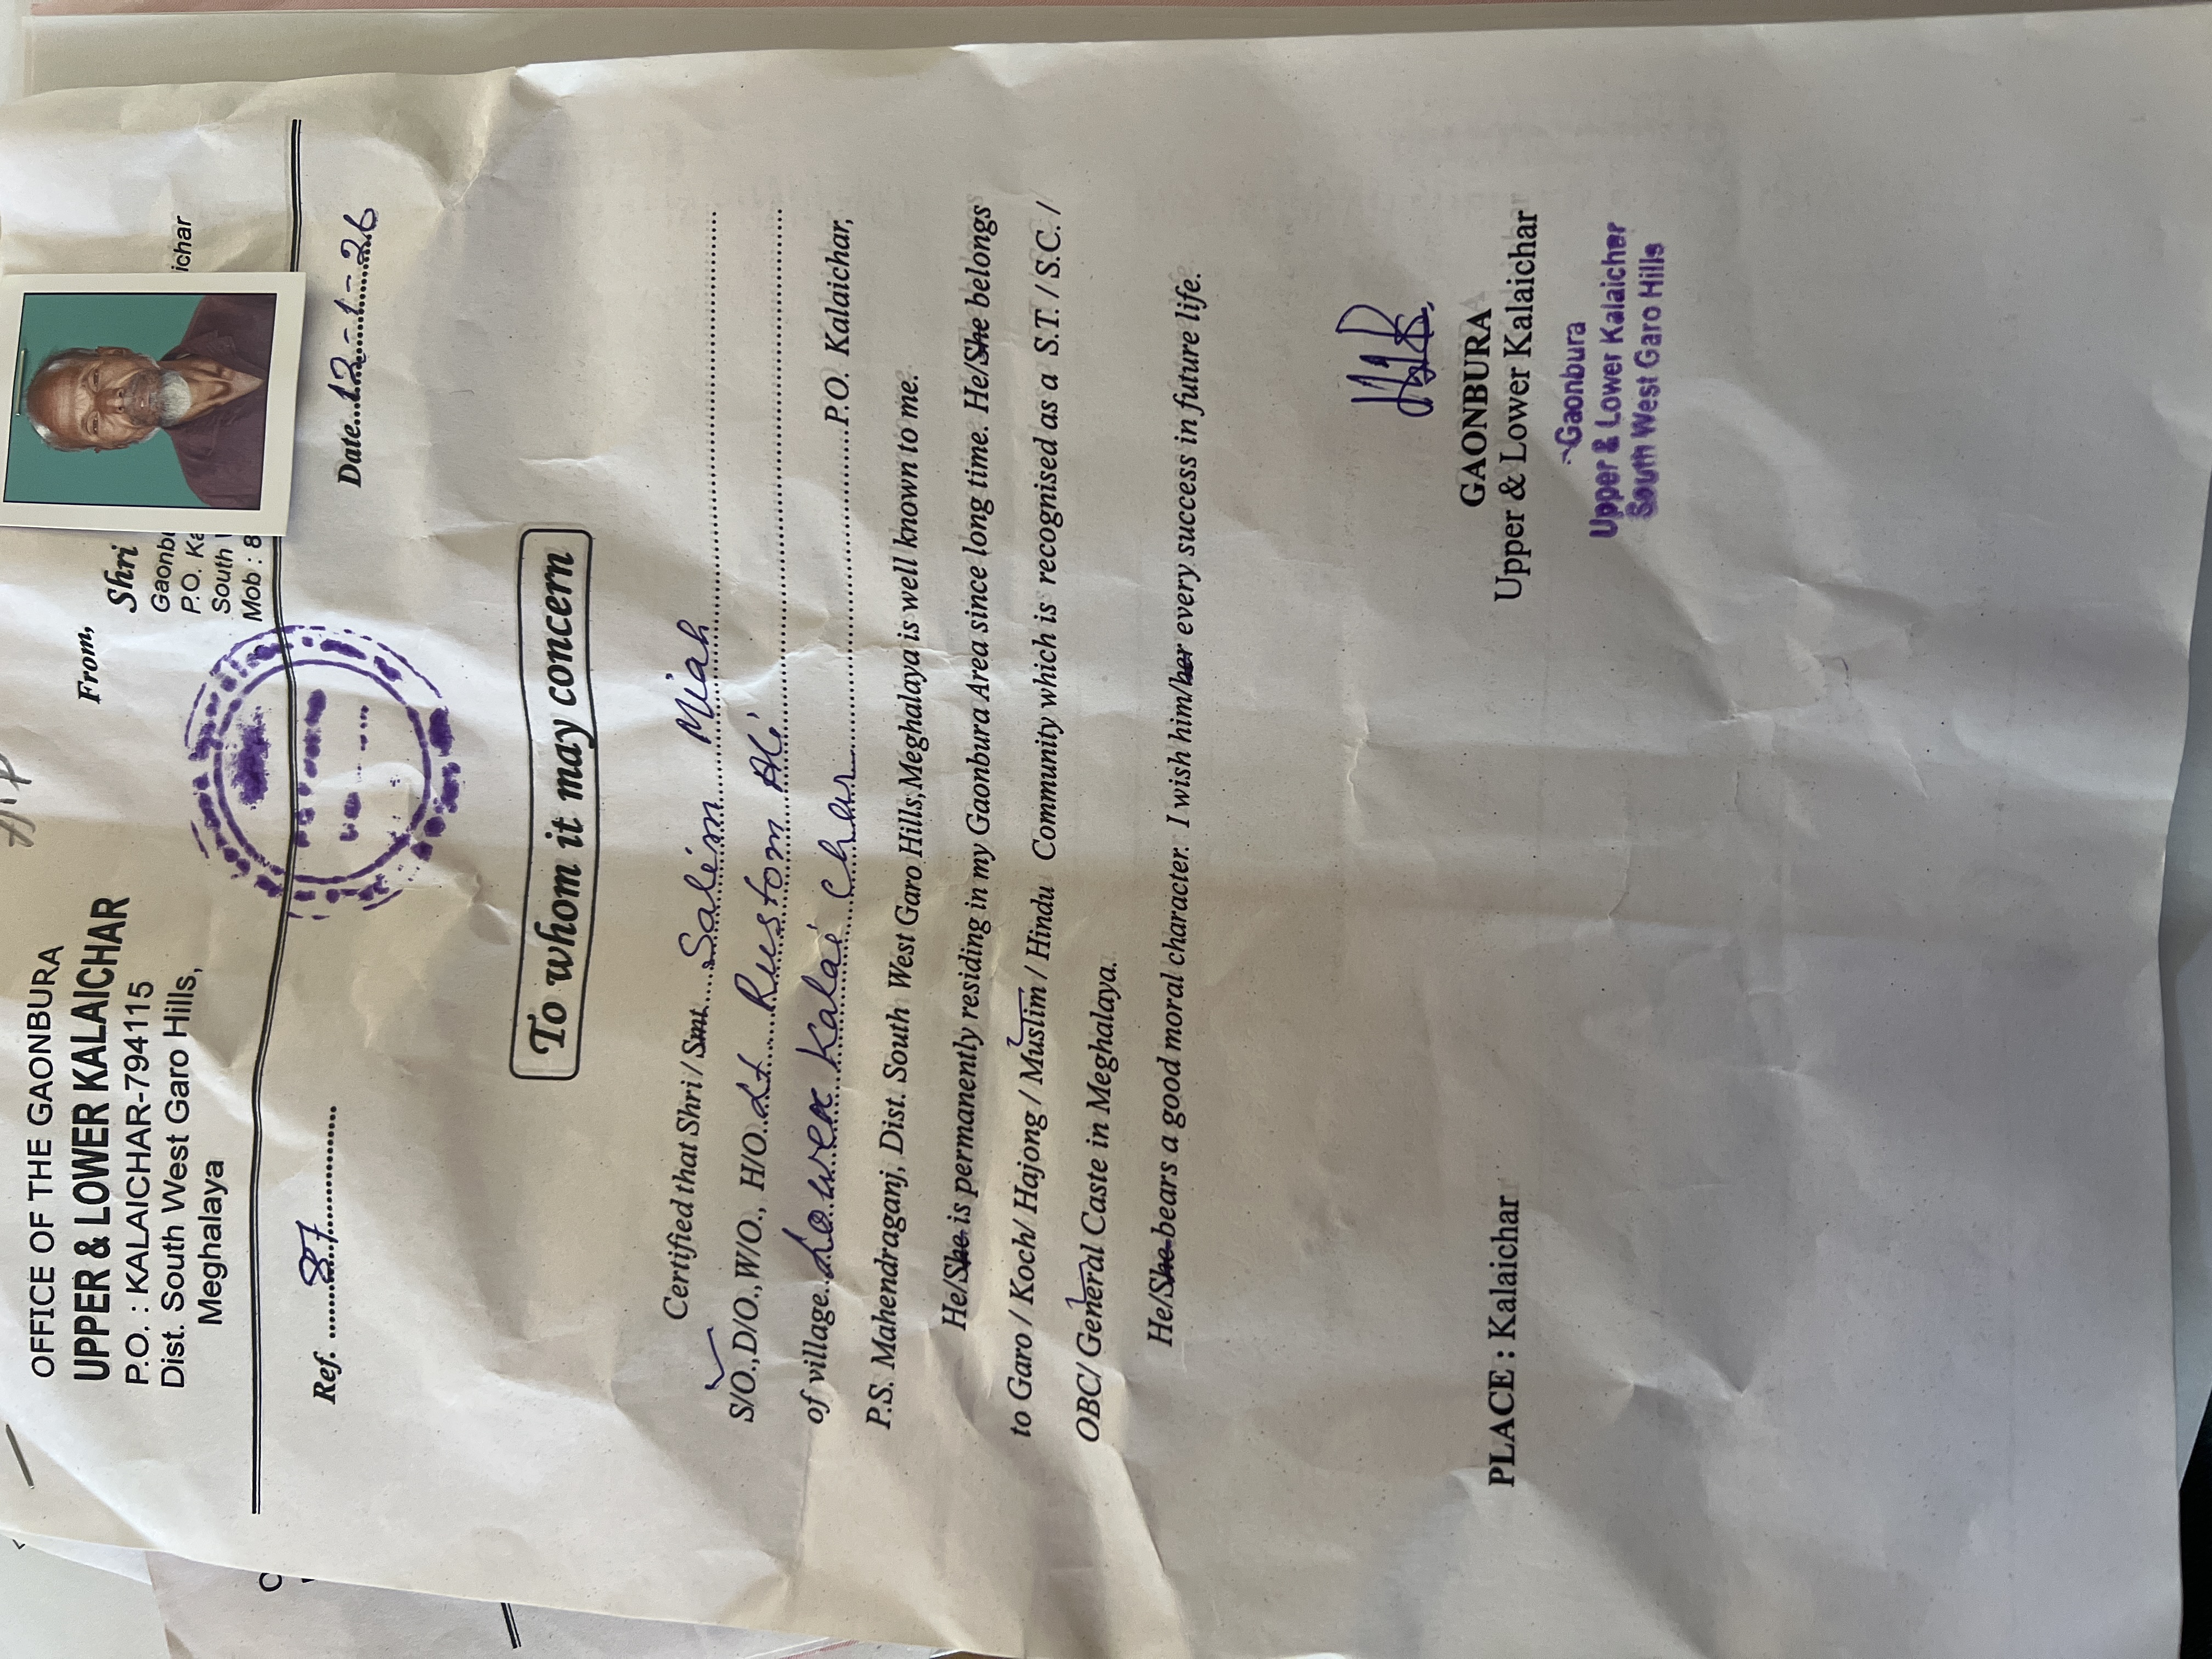 OFFICE OF THE GAONBURA
UPPER & LOWER KALAICHAR
P.O. : KALAICHAR-794115
Dist. South West Garo Hills,
Meghalaya
From,
Shri
Gaonbu
P.O. Ka
South
Mob : 8
ichar
Ref. ....87....
Date..12-1-26
To whom it may concern
Certified that Shri / Smt....Salim Miah
S/O.,D/O.,W/O., H/O...Lt. Rustom Ali
of village...Lower Kalai Char...P.O. Kalaichar,
P.S. Mahendraganj, Dist. South West Garo Hills,Meghalaya is well known to me.
He/She is permanently residing in my Gaonbura Area since long time. He/She belongs
to Garo / Koch/ Hajong / Muslim / Hindu Community which is recognised as a S.T. / S.C. /
OBC/ General Caste in Meghalaya.
He/She bears a good moral character. I wish him/her every success in future life.
GAONBURA
Upper & Lower Kalaichar
PLACE : Kalaichar
Gaonbura
Upper & Lower Kalaichar
South West Garo Hills